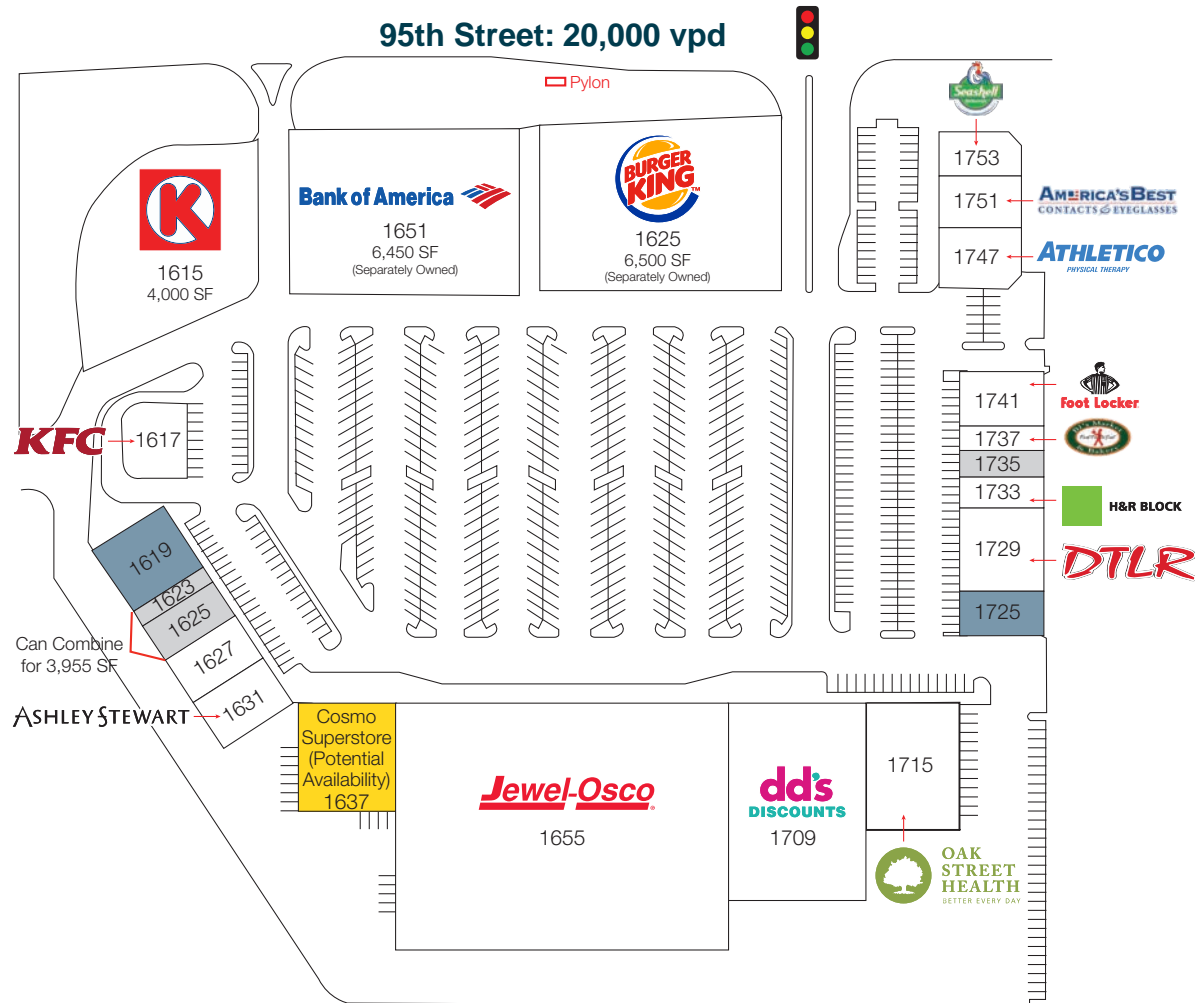 95th Street: 20,000 vpd
Pylon
Seashell
1753
K
1615
4,000 SF
Bank of America
1651
6,450 SF
(Separately Owned)
BURGER
KING™
1625
6,500 SF
(Separately Owned)
1751
AMERICA'S BEST
CONTACTS & EYEGLASSES
1747
ATHLETICO
PHYSICAL THERAPY
1741
Foot Locker
KFC
1617
1737
1735
1733
H&R BLOCK
1729
DTLR
1725
1619
1623
1625
Can Combine
for 3,955 SF
1627
1631
ASHLEY STEWART
Cosmo
Superstore
(Potential
Availability)
1637
Jewel-Osco®
1655
dd's
DISCOUNTS
1709
1715
OAK
STREET
HEALTH
BETTER EVERY DAY